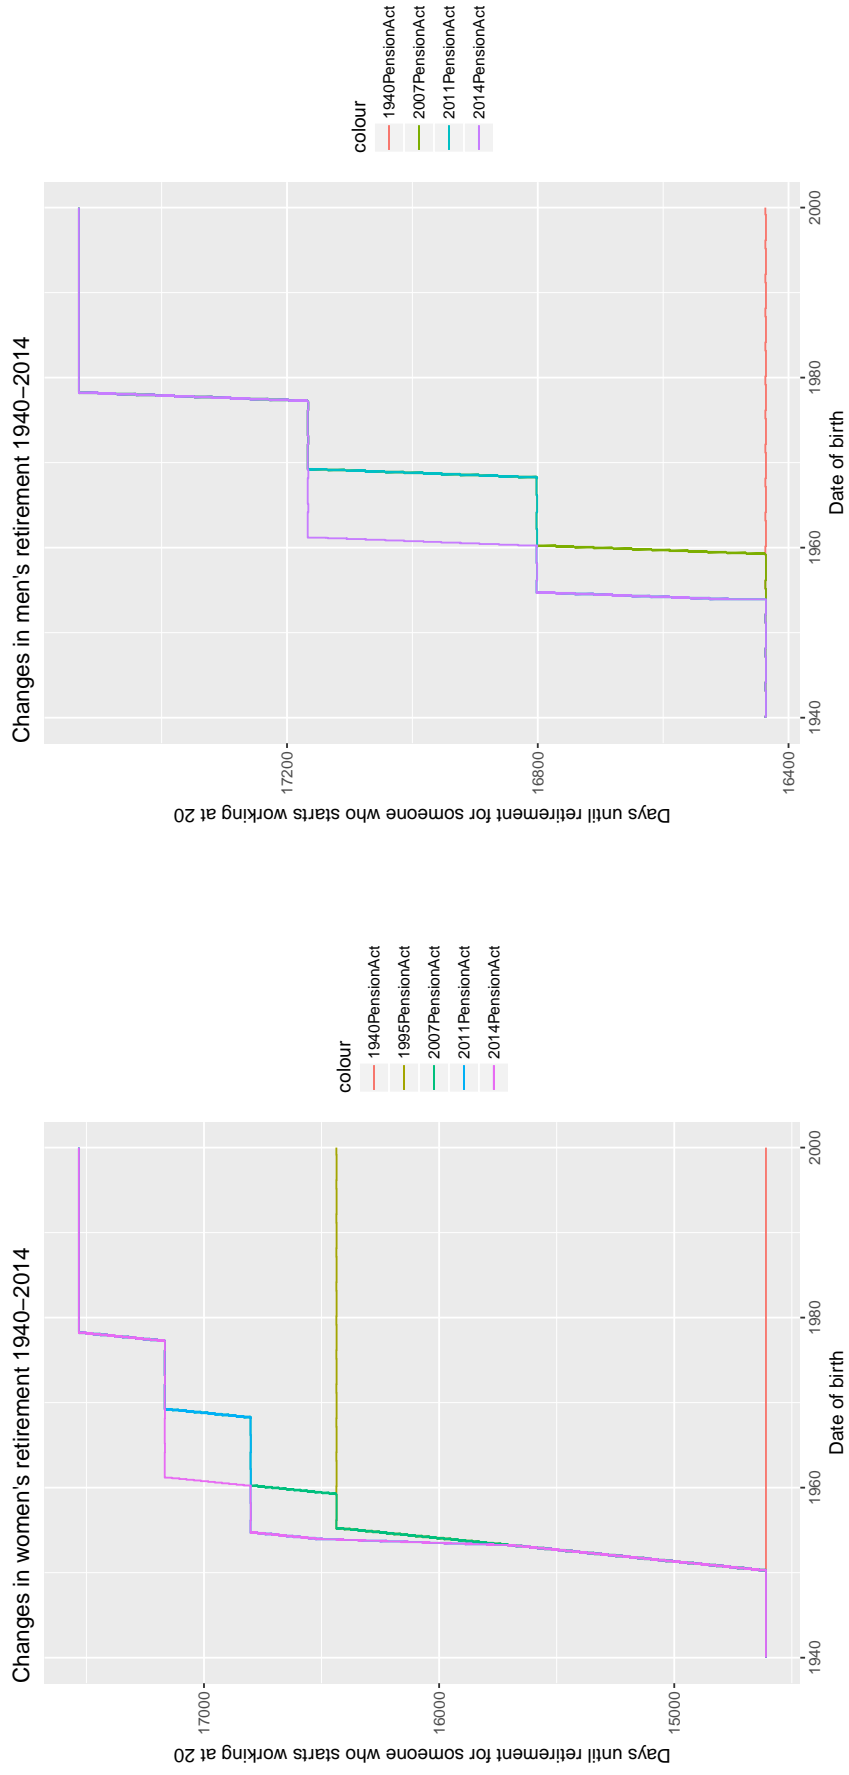 Changes in women's retirement 1940−2014
Days until retirement for someone who starts working at 20
17000
16000
15000
1940
1960
1980
2000
Date of birth
colour
1940PensionAct
1995PensionAct
2007PensionAct
2011PensionAct
2014PensionAct
Changes in men's retirement 1940−2014
Days until retirement for someone who starts working at 20
17200
16800
16400
1940
1960
1980
2000
Date of birth
colour
1940PensionAct
2007PensionAct
2011PensionAct
2014PensionAct